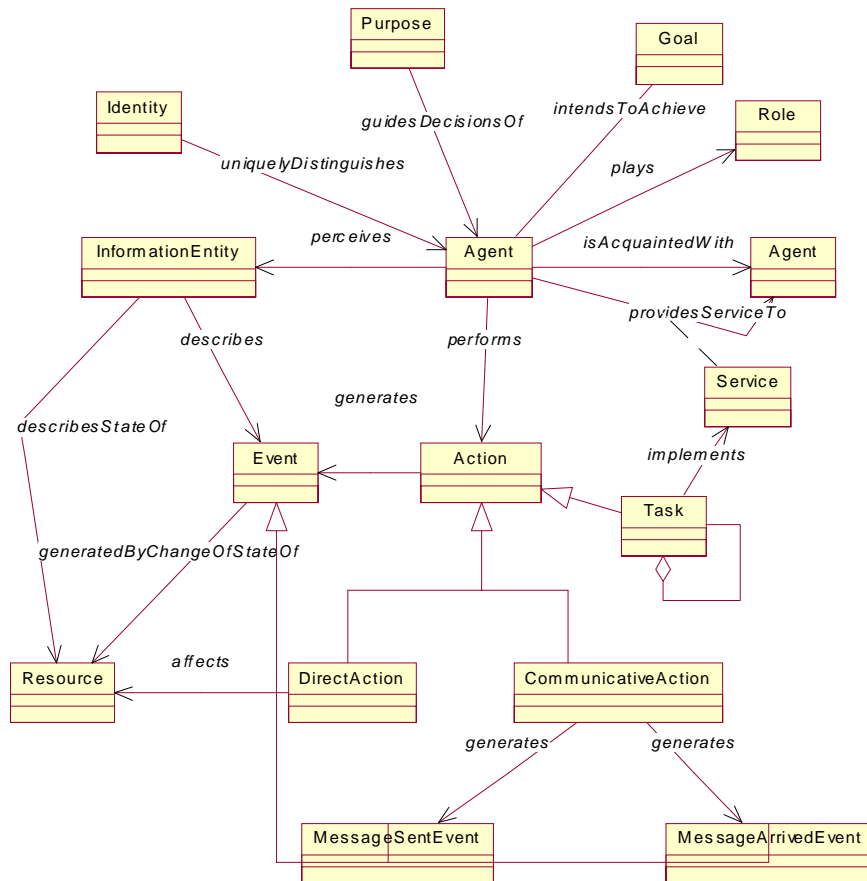 Purpose
Goal
Identity
Role
guidesDecisionsOf
intendsToAchieve
uniquelyDistinguishes
plays
perceives
isAcquaintedWith
InformationEntity
Agent
Agent
providesServiceTo
describes
performs
Service
generates
describesStateOf
implements
Event
Action
Task
generatedByChangeOfStateOf
affects
Resource
DirectAction
CommunicativeAction
generates
generates
MessageSentEvent
MessageArrivedEvent